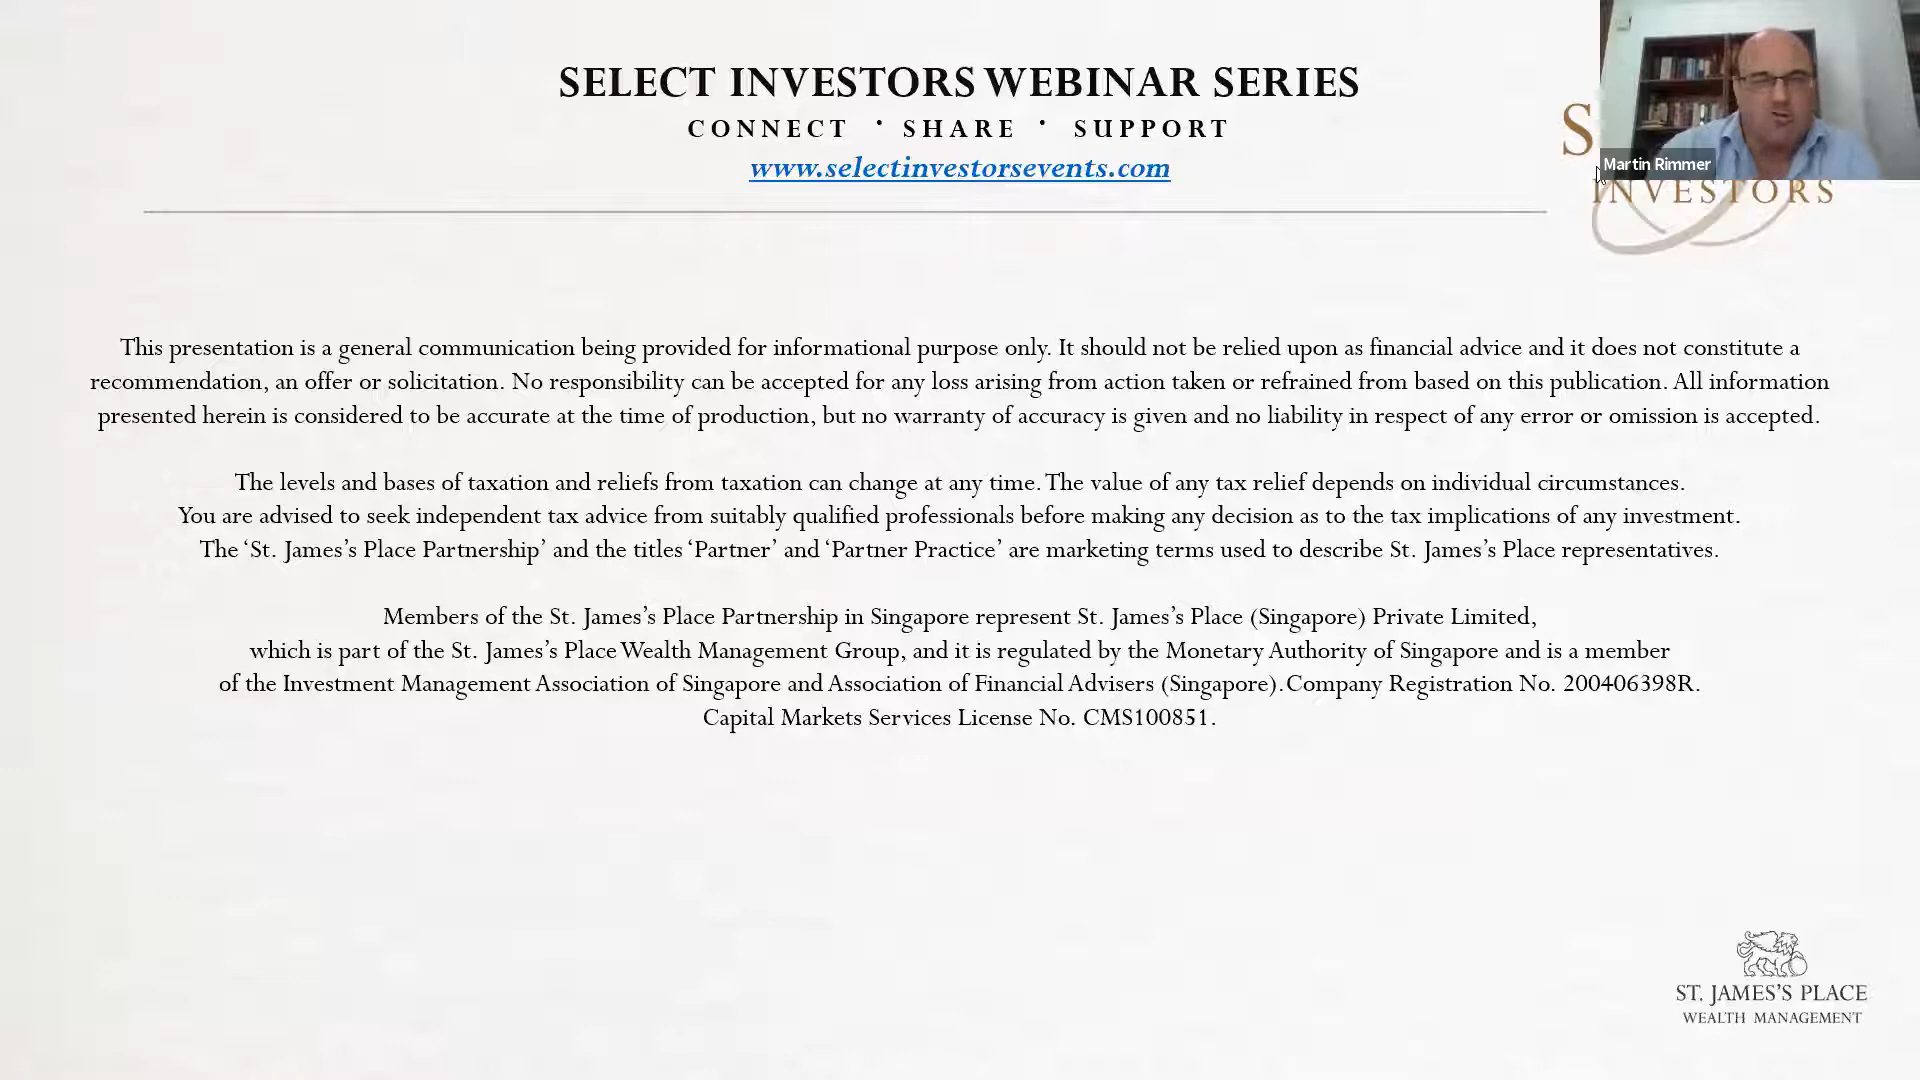 SELECT INVESTORS WEBINAR SERIES
CONNECT · SHARE · SUPPORT
www.selectinvestorsevents.com
Martin Rimmer
S
INVESTORS
This presentation is a general communication being provided for informational purpose only. It should not be relied upon as financial advice and it does not constitute a
recommendation, an offer or solicitation. No responsibility can be accepted for any loss arising from action taken or refrained from based on this publication. All information
presented herein is considered to be accurate at the time of production, but no warranty of accuracy is given and no liability in respect of any error or omission is accepted.
The levels and bases of taxation and reliefs from taxation can change at any time. The value of any tax relief depends on individual circumstances.
You are advised to seek independent tax advice from suitably qualified professionals before making any decision as to the tax implications of any investment.
The ‘St. James’s Place Partnership’ and the titles ‘Partner’ and ‘Partner Practice’ are marketing terms used to describe St. James’s Place representatives.
Members of the St. James’s Place Partnership in Singapore represent St. James’s Place (Singapore) Private Limited,
which is part of the St. James’s Place Wealth Management Group, and it is regulated by the Monetary Authority of Singapore and is a member
of the Investment Management Association of Singapore and Association of Financial Advisers (Singapore).Company Registration No. 200406398R.
Capital Markets Services License No. CMS100851.
ST. JAMES’S PLACE
WEALTH MANAGEMENT